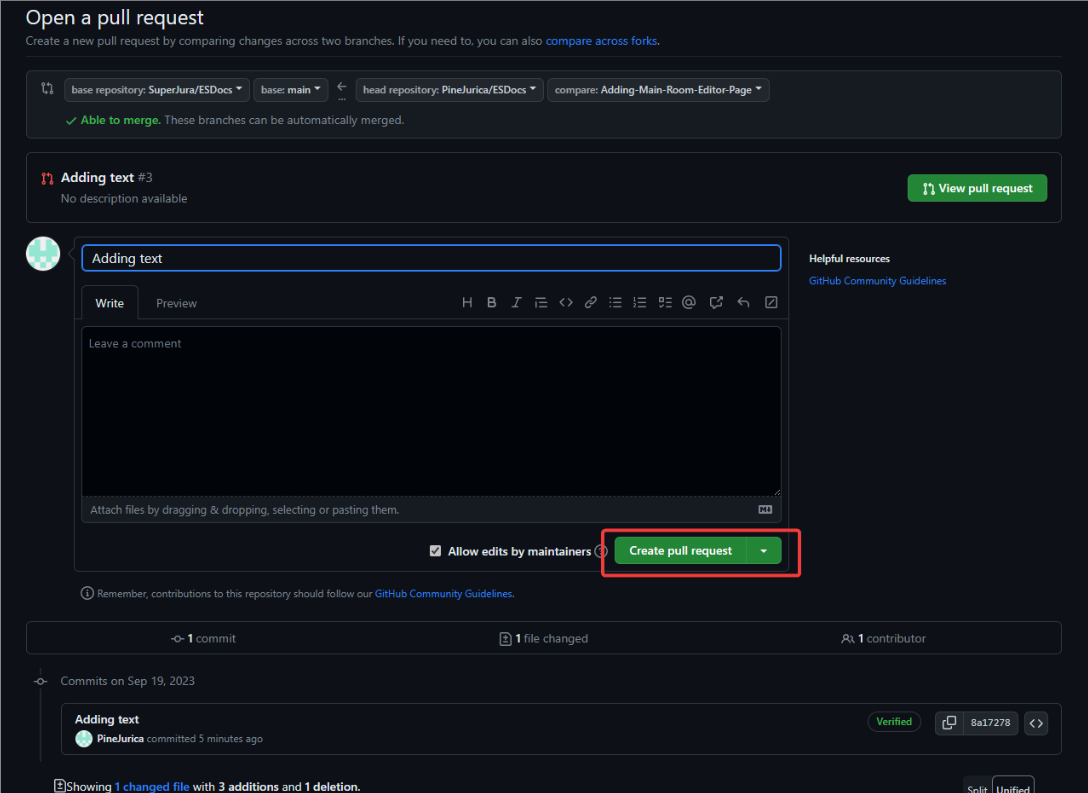 Open a pull request
Create a new pull request by comparing changes across two branches. If you need to, you can also compare across forks.
base repository: SuperJura/ESDocs base: main ... head repository: PineJurica/ESDocs compare: Adding-Main-Room-Editor-Page
Able to merge. These branches can be automatically merged.
Adding text #3
No description available
View pull request
Adding text
Helpful resources
GitHub Community Guidelines
Write Preview
Leave a comment
Attach files by dragging & dropping, selecting or pasting them.
Allow edits by maintainers ?
Create pull request
Remember, contributions to this repository should follow our GitHub Community Guidelines.
1 commit 1 file changed 1 contributor
Commits on Sep 19, 2023
Adding text
PineJurica committed 5 minutes ago
Verified 8a17278
Showing 1 changed file with 3 additions and 1 deletion.
Split Unified